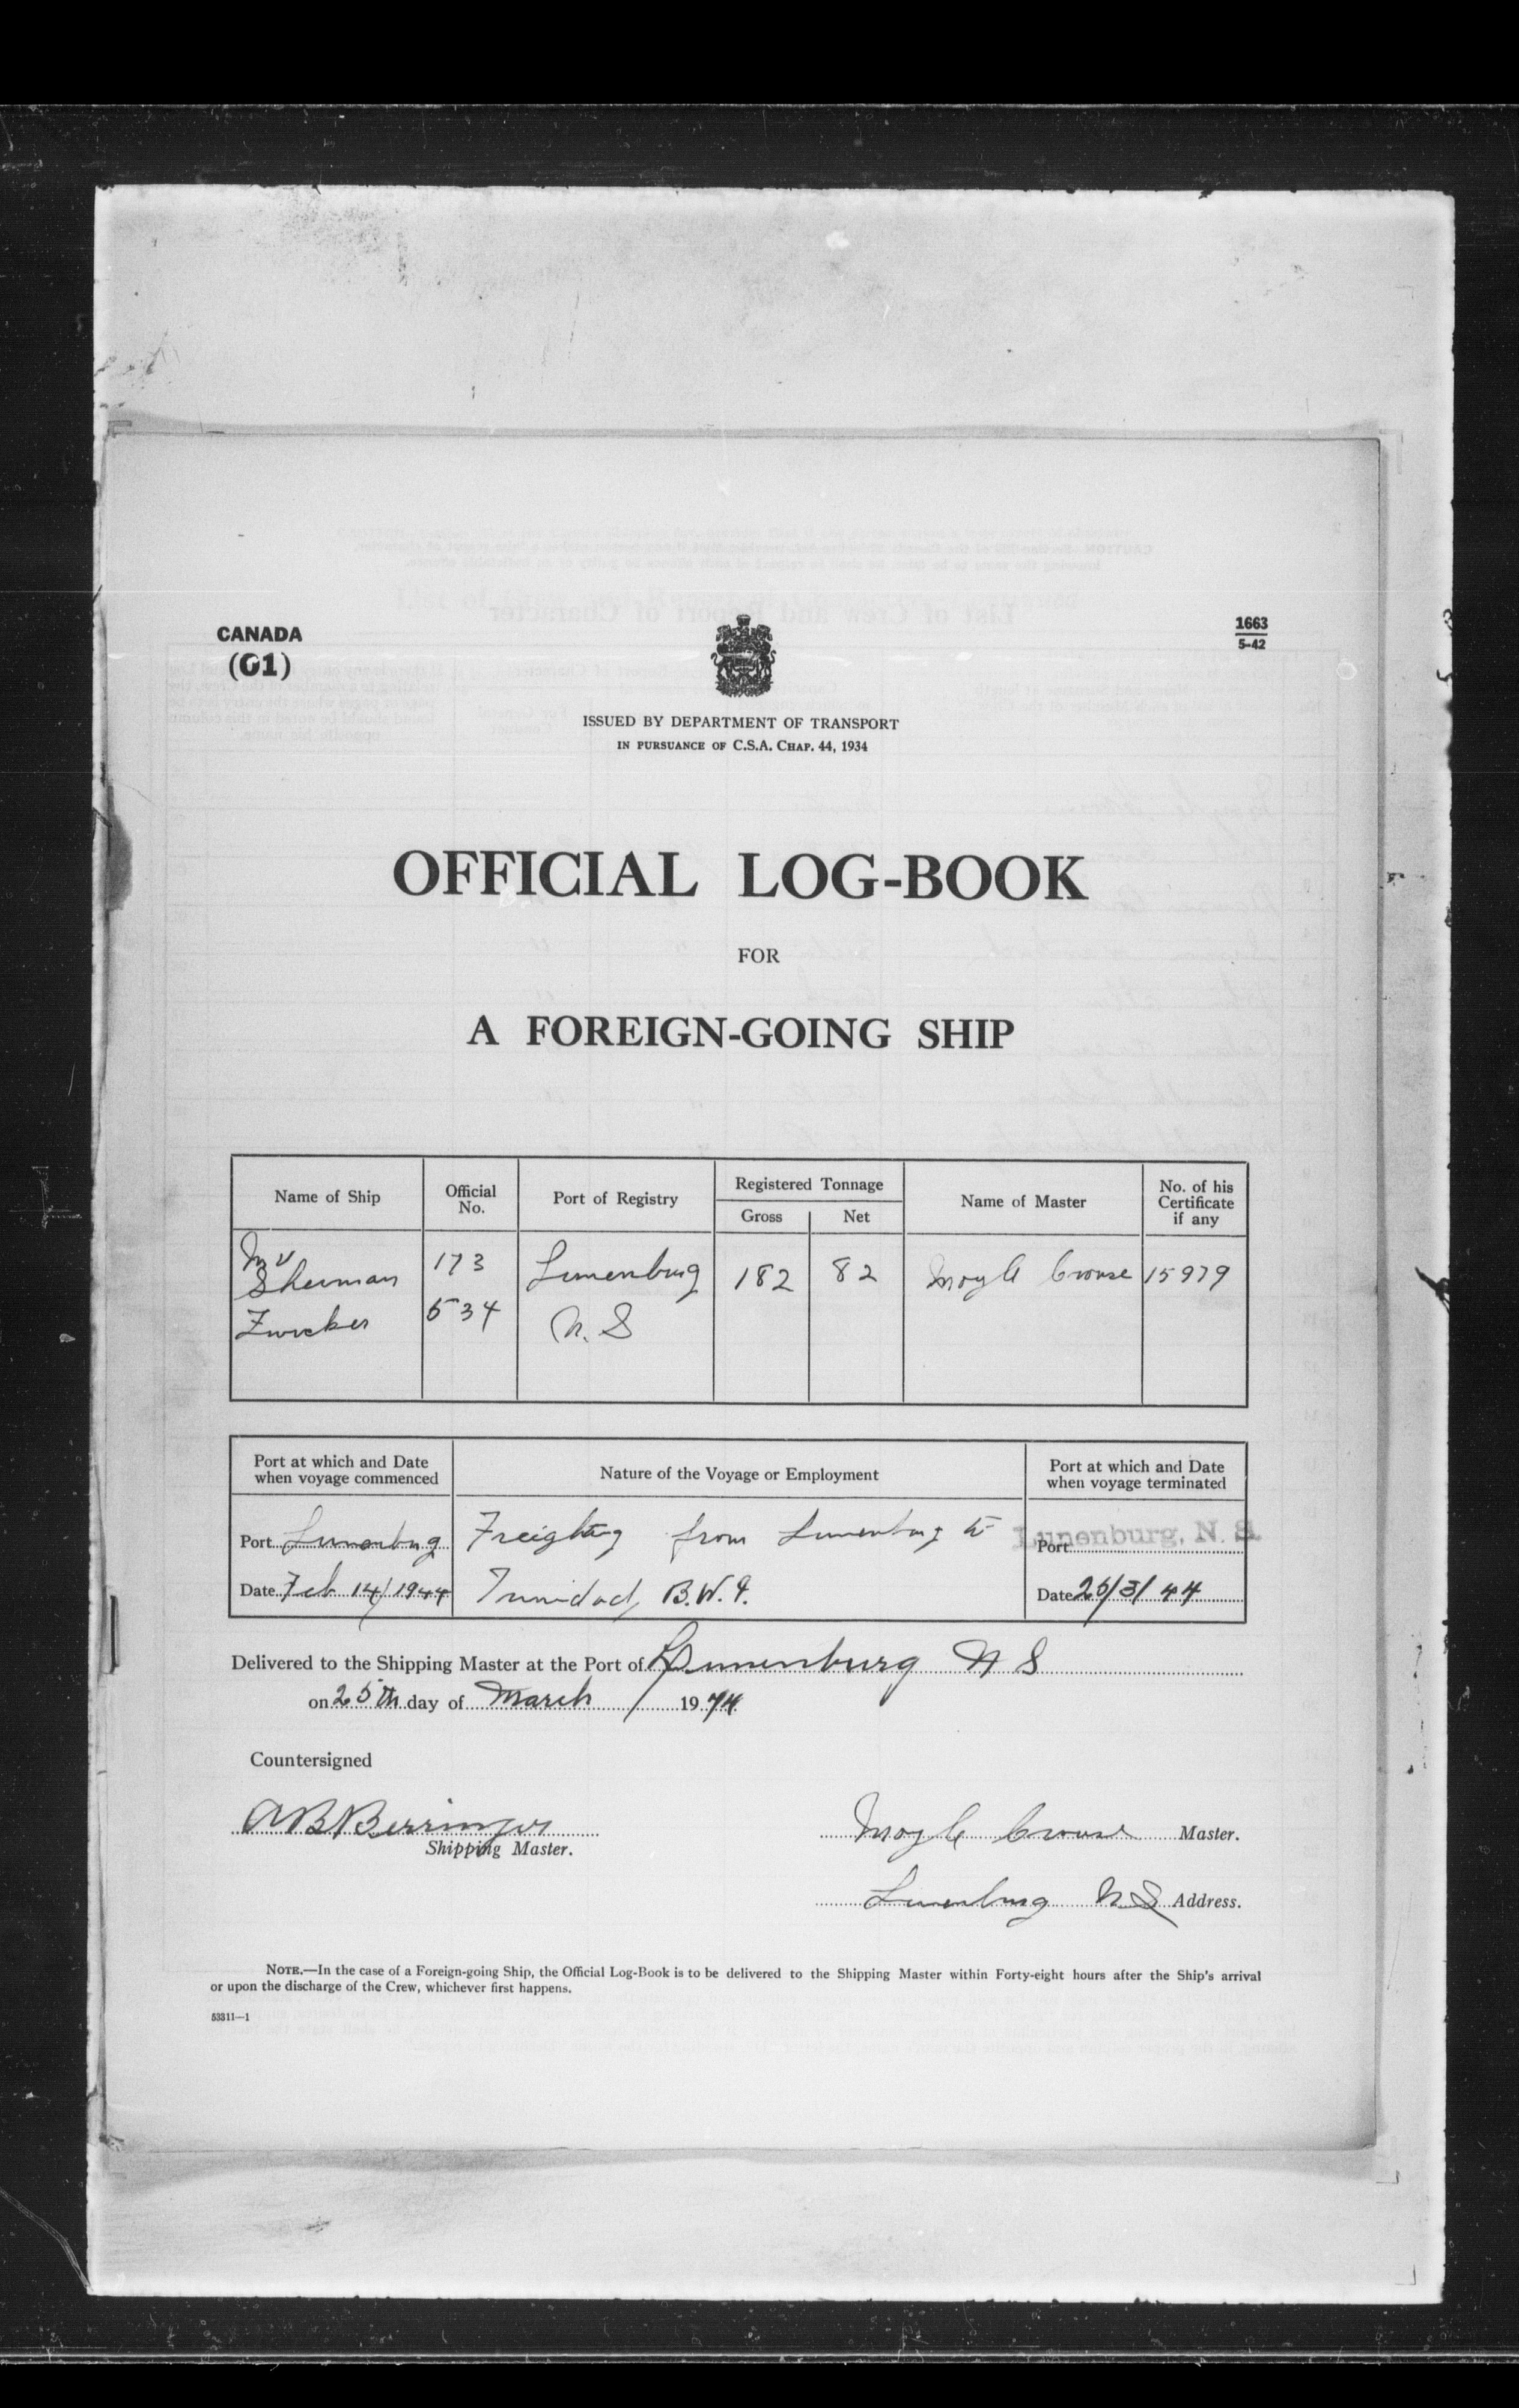 CANADA
(G1)
1663
5-42
ISSUED BY DEPARTMENT OF TRANSPORT
IN PURSUANCE OF C.S.A. CHAP. 44, 1934
OFFICIAL LOG-BOOK
FOR
A FOREIGN-GOING SHIP
Name of Ship
Official
No.
Port of Registry
Registered Tonnage
Gross
Net
Name of Master
No. of his
Certificate
if any
MV
Sherman
Zwicker
173
534
Lunenburg
N.S
182
82
Moyle Crouse
15979
Port at which and Date
when voyage commenced
Nature of the Voyage or Employment
Port at which and Date
when voyage terminated
Port Lunenburg
Date Feb 14/1944
Freighting from Lunenburg to
Trinidad, B.W.I.
Port Lunenburg, N. S.
Date 25/3/44
Delivered to the Shipping Master at the Port of Lunenburg N S
on 25th day of March 1944
Countersigned
A B Berringer
Shipping Master.
Moyle Crouse Master.
Lunenburg N S Address.
NOTE.—In the case of a Foreign-going Ship, the Official Log-Book is to be delivered to the Shipping Master within Forty-eight hours after the Ship's arrival
or upon the discharge of the Crew, whichever first happens.
53311—1